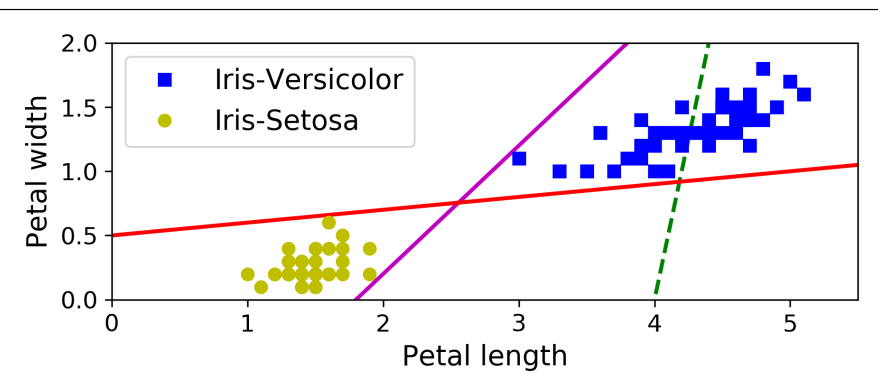 2.0
1.5
1.0
0.5
0.0
Petal width
Iris-Versicolor
Iris-Setosa
0 1 2 3 4 5
Petal length